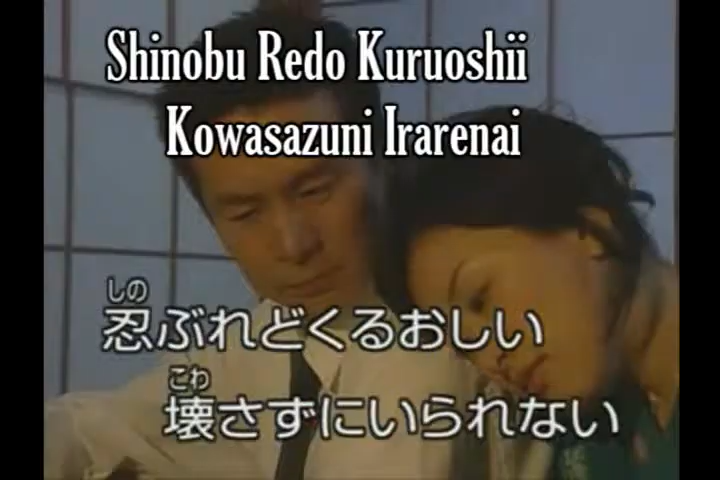 Shinobu Redo Kuruoshii
Kowasazuni Irarenai
しの
忍ぶれどくるおしい
こわ
壊さずにいられない